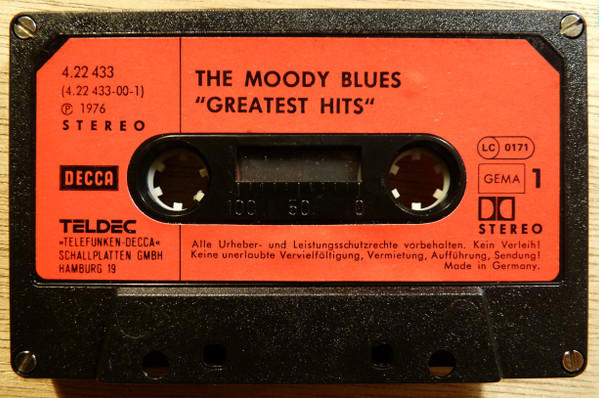 4.22 433
(4.22 433-00-1)
Ⓟ 1976
STEREO
THE MOODY BLUES
"GREATEST HITS"
DECCA
LC 0171
GEMA 1
100 50 0
STEREO
TELDEC
»TELEFUNKEN-DECCA«
SCHALLPLATTEN GMBH
HAMBURG 19
Alle Urheber- und Leistungsschutzrechte vorbehalten. Kein Verleih!
Keine unerlaubte Vervielfältigung, Vermietung, Aufführung, Sendung!
Made in Germany.